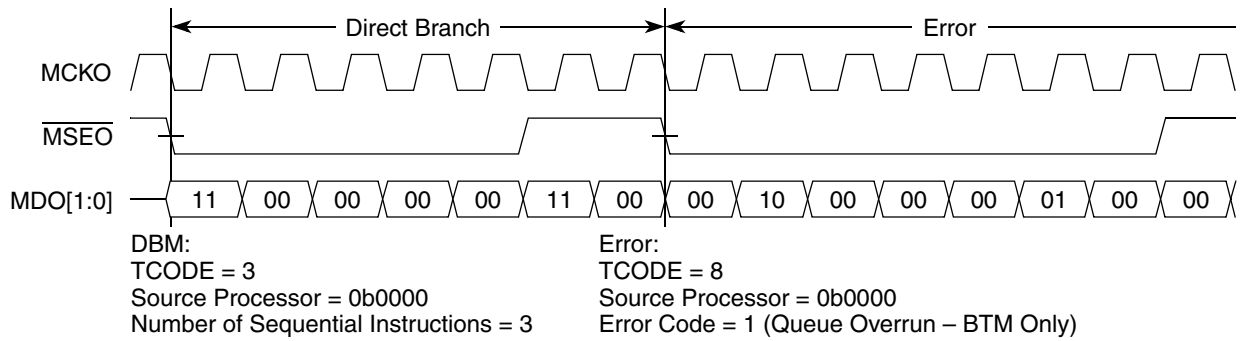 Direct Branch Error
MCKO
MSEO
MDO[1:0] 11 00 00 00 00 11 00 00 10 00 00 00 01 00 00
DBM:
TCODE = 3
Source Processor = 0b0000
Number of Sequential Instructions = 3
Error:
TCODE = 8
Source Processor = 0b0000
Error Code = 1 (Queue Overrun – BTM Only)